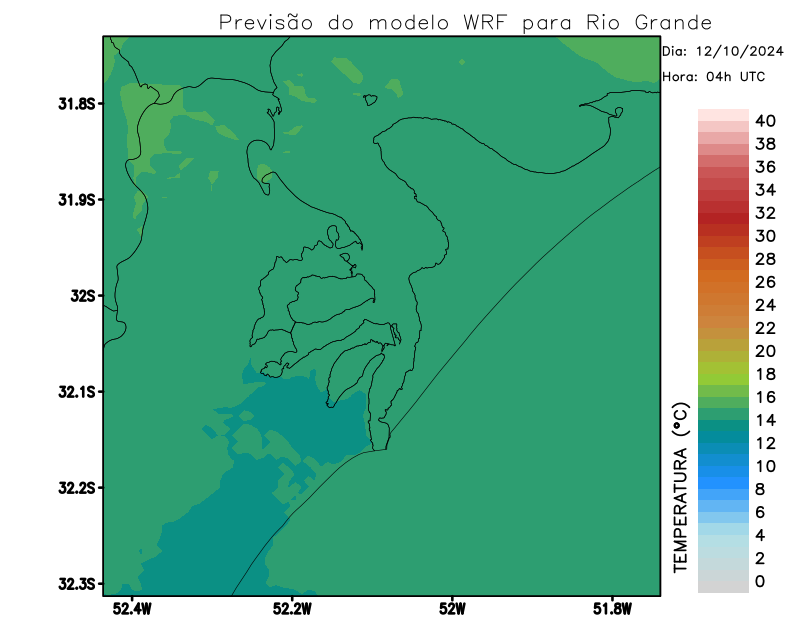 Previsão do modelo WRF para Rio Grande
Dia: 12/10/2024
Hora: 04h UTC
31.8S
31.9S
32S
32.1S
32.2S
32.3S
52.4W
52.2W
52W
51.8W
TEMPERATURA (°C)
40
38
36
34
32
30
28
26
24
22
20
18
16
14
12
10
8
6
4
2
0